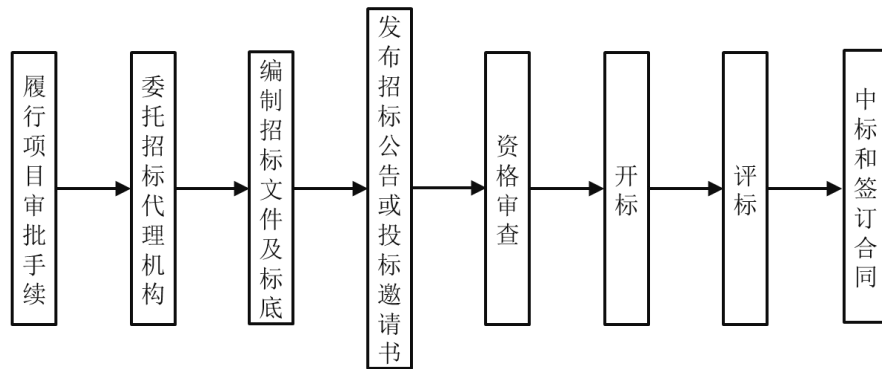 履行项目审批手续
委托招标代理机构
编制招标文件及标底
发布招标公告或投标邀请书
资格审查
开标
评标
中标和签订合同